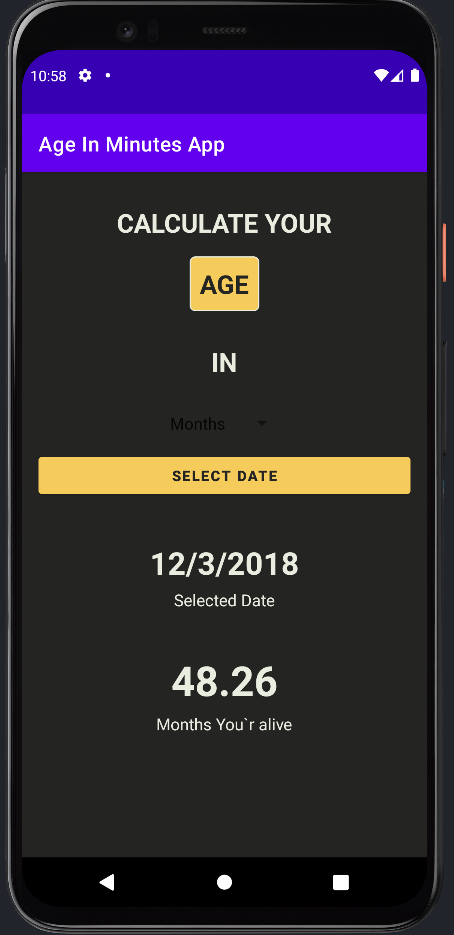 10:58
Age In Minutes App
CALCULATE YOUR
AGE
IN
Months
SELECT DATE
12/3/2018
Selected Date
48.26
Months You`r alive